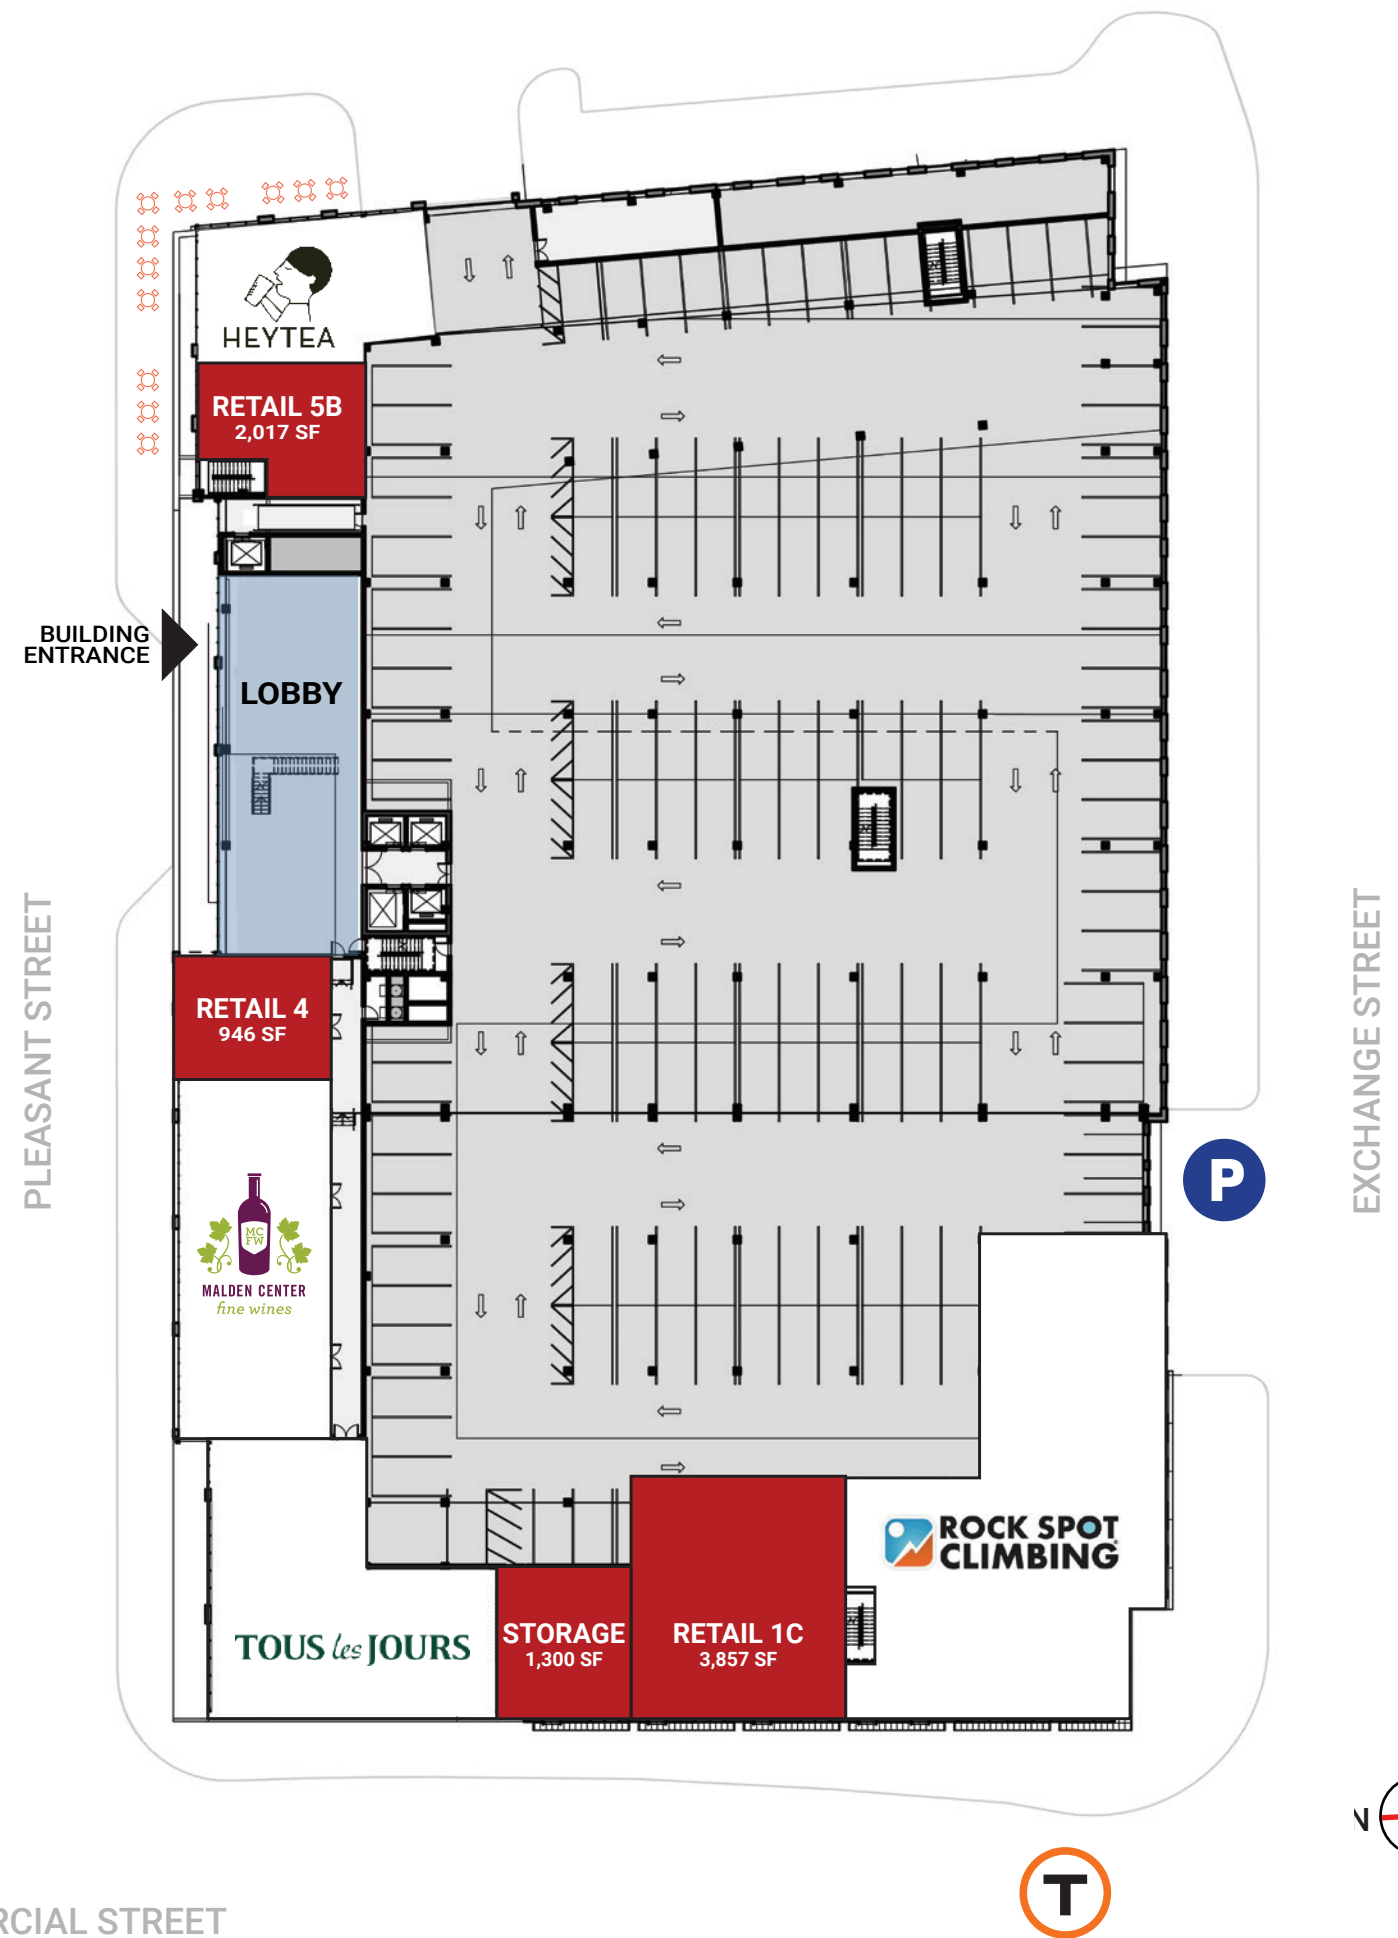 HEYTEA
RETAIL 5B
2,017 SF
BUILDING
ENTRANCE
LOBBY
PLEASANT STREET
EXCHANGE STREET
RETAIL 4
946 SF
P
MC
FW
MALDEN CENTER
fine wines
ROCK SPOT
CLIMBING
TOUS les JOURS
STORAGE
1,300 SF
RETAIL 1C
3,857 SF
N
T
RCIAL STREET